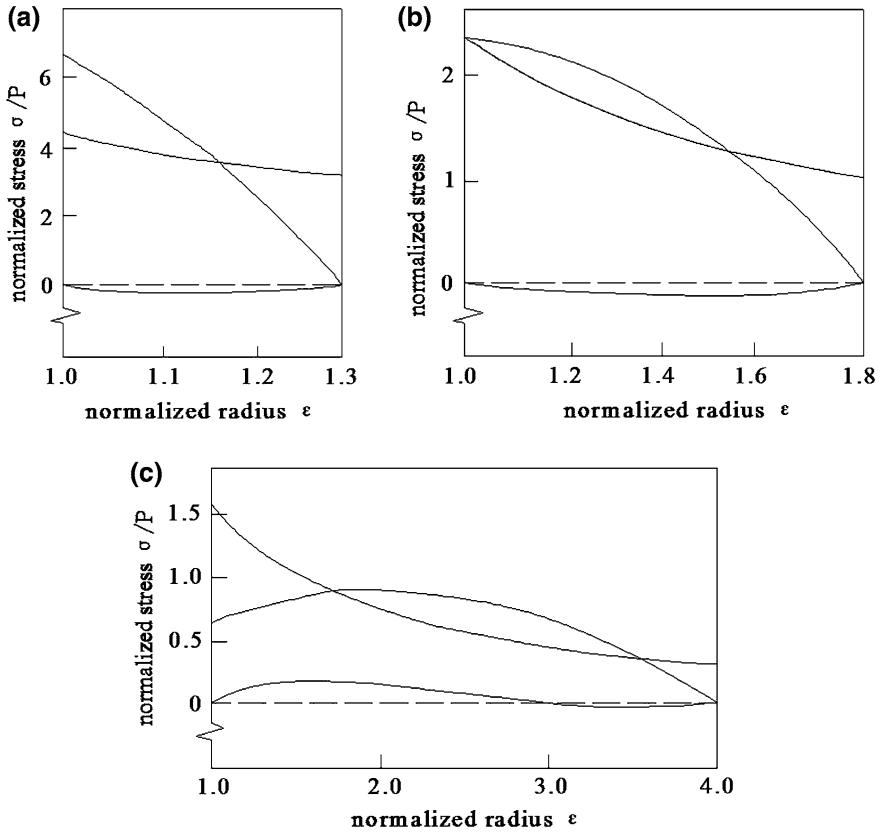 (a)
normalized stress σ/P
6
4
2
0
1.0 1.1 1.2 1.3
normalized radius ε
(b)
normalized stress σ/P
2
1
0
1.0 1.2 1.4 1.6 1.8
normalized radius ε
(c)
normalized stress σ/P
1.5
1.0
0.5
0
1.0 2.0 3.0 4.0
normalized radius ε